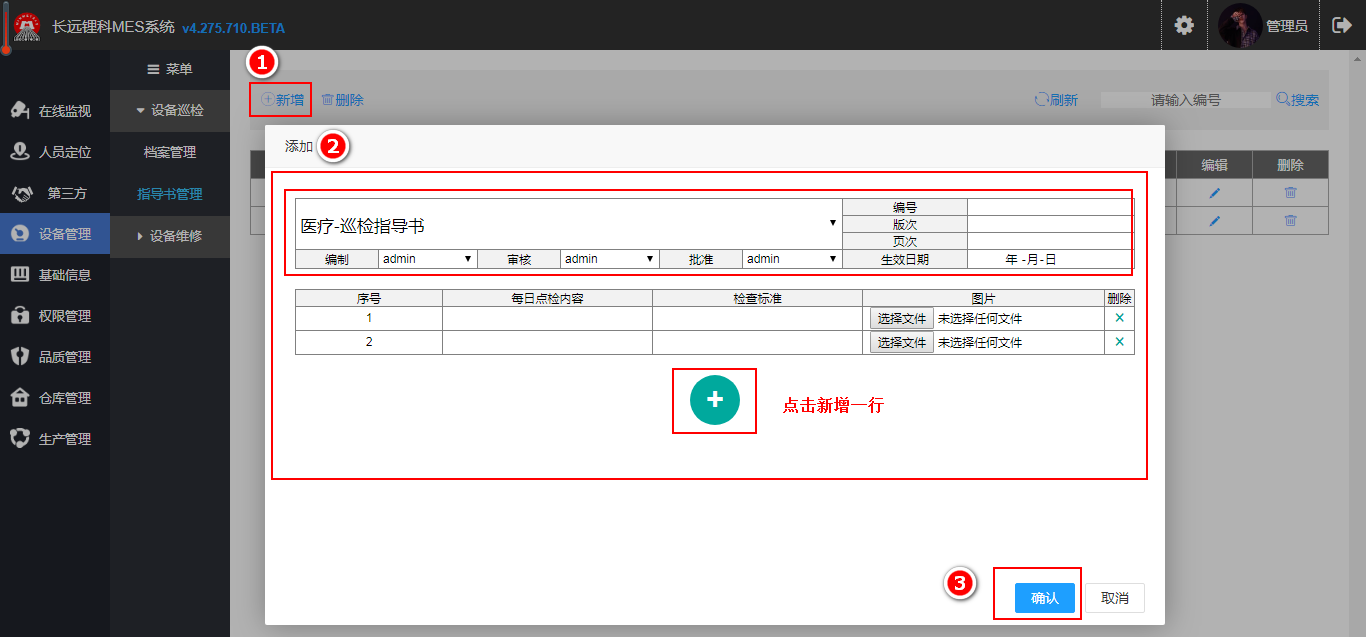 长远锂科MES系统 v4.275.710.BETA
管理员
菜单
在线监视
人员定位
第三方
设备管理
基础信息
权限管理
品质管理
仓库管理
生产管理
设备巡检
档案管理
指导书管理
设备维修
1
新增 删除 刷新 请输入编号 搜索
编辑 删除
添加 2
医疗-巡检指导书
编号
版次
页次
编制 admin 审核 admin 批准 admin 生效日期 年 -月-日
序号 每日点检内容 检查标准 图片 删除
1 选择文件 未选择任何文件 ×
2 选择文件 未选择任何文件 ×
+ 点击新增一行
3 确认 取消